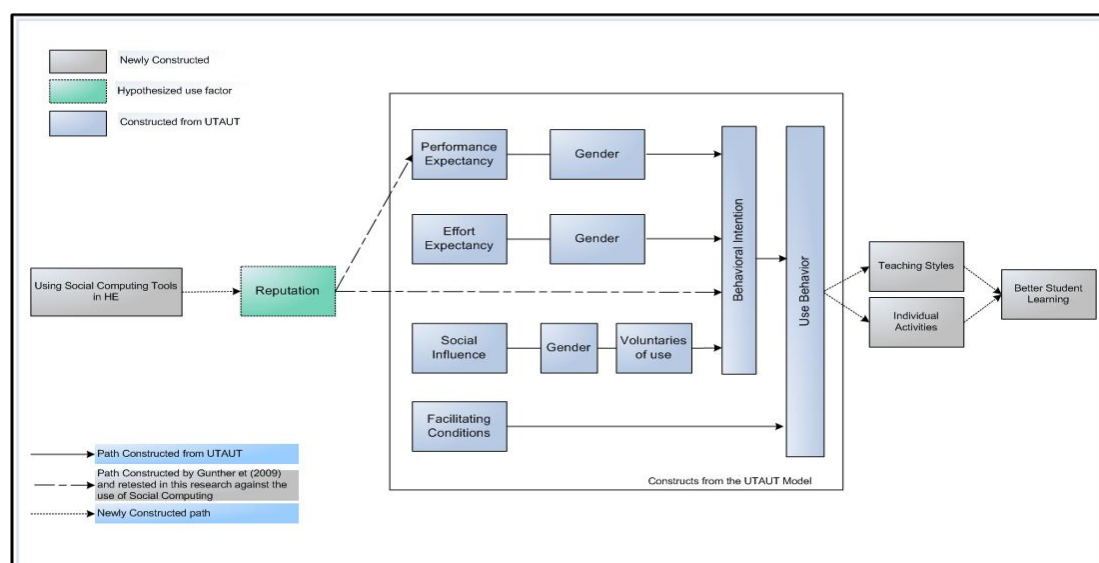 Newly Constructed
Hypothesized use factor
Constructed from UTAUT
Performance
Expectancy
Gender
Effort
Expectancy
Gender
Behavioral Intention
Use Behavior
Using Social Computing Tools
in HE
Reputation
Teaching Styles
Individual
Activities
Better Student
Learning
Social
Influence
Gender
Voluntaries
of use
Facilitating
Conditions
Constructs from the UTAUT Model
Path Constructed from UTAUT
Path Constructed by Gunther et (2009)
and retested in this research against the
use of Social Computing
Newly Constructed path